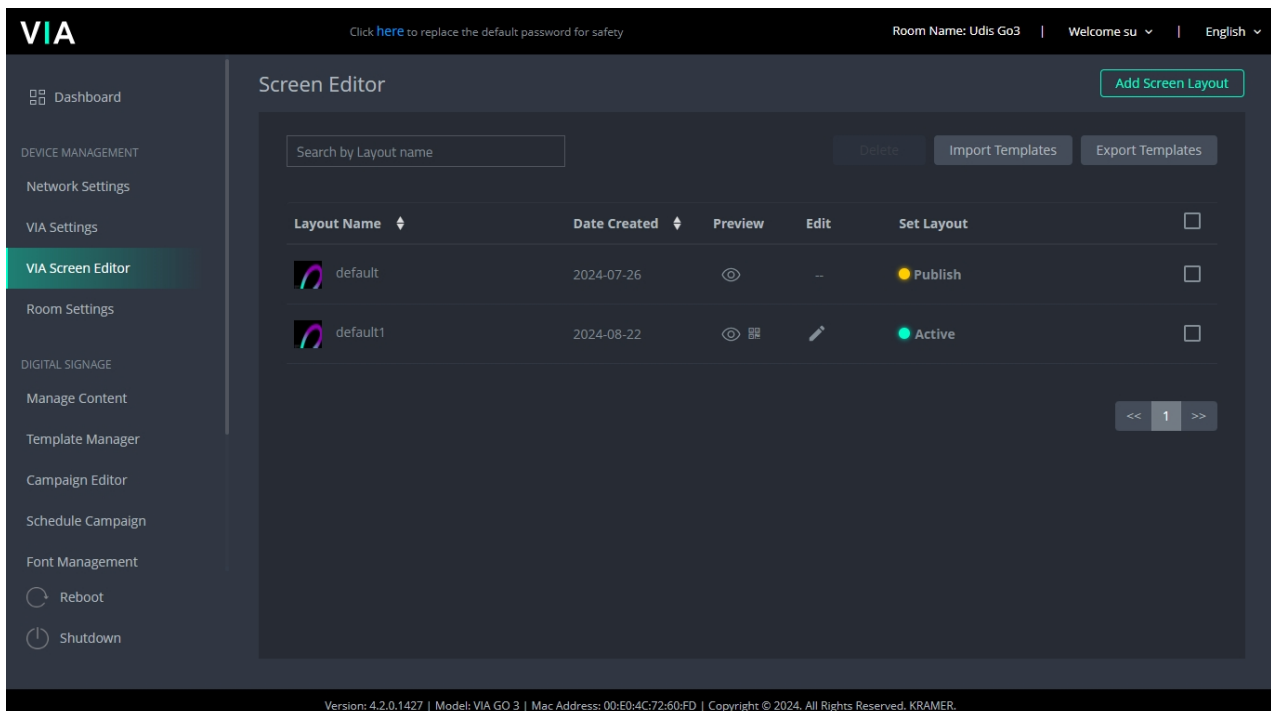 VIA
Click here to replace the default password for safety
Room Name: Udis Go3 | Welcome su | English
Dashboard
DEVICE MANAGEMENT
Network Settings
VIA Settings
VIA Screen Editor
Room Settings
DIGITAL SIGNAGE
Manage Content
Template Manager
Campaign Editor
Schedule Campaign
Font Management
Reboot
Shutdown
Screen Editor
Add Screen Layout
Search by Layout name
Delete
Import Templates
Export Templates
Layout Name Date Created Preview Edit Set Layout
default 2024-07-26 -- Publish
default1 2024-08-22 Active
<< 1 >>
Version: 4.2.0.1427 | Model: VIA GO 3 | Mac Address: 00:E0:4C:72:60:FD | Copyright © 2024. All Rights Reserved. KRAMER.